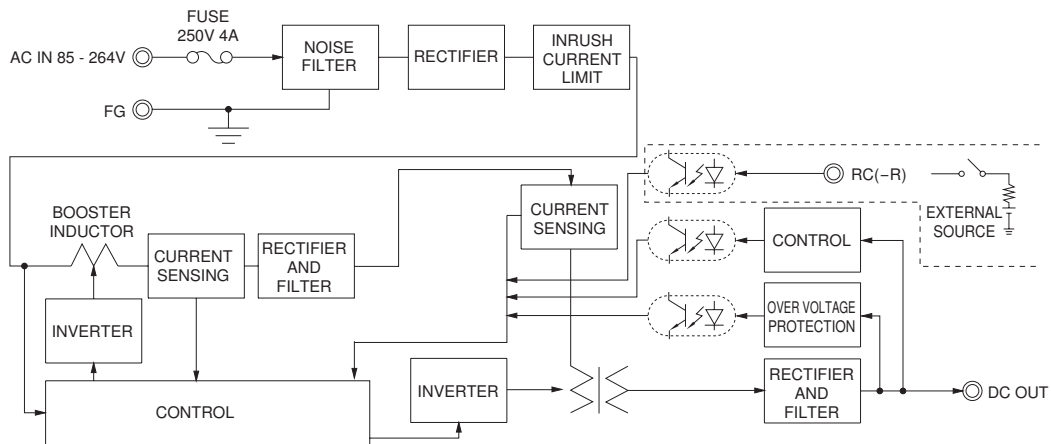 FUSE
250V 4A
AC IN 85 - 264V
NOISE
FILTER
RECTIFIER
INRUSH
CURRENT
LIMIT
FG
RC(−R)
EXTERNAL
SOURCE
BOOSTER
INDUCTOR
CURRENT
SENSING
RECTIFIER
AND
FILTER
CURRENT
SENSING
CONTROL
INVERTER
OVER VOLTAGE
PROTECTION
CONTROL
INVERTER
RECTIFIER
AND
FILTER
DC OUT